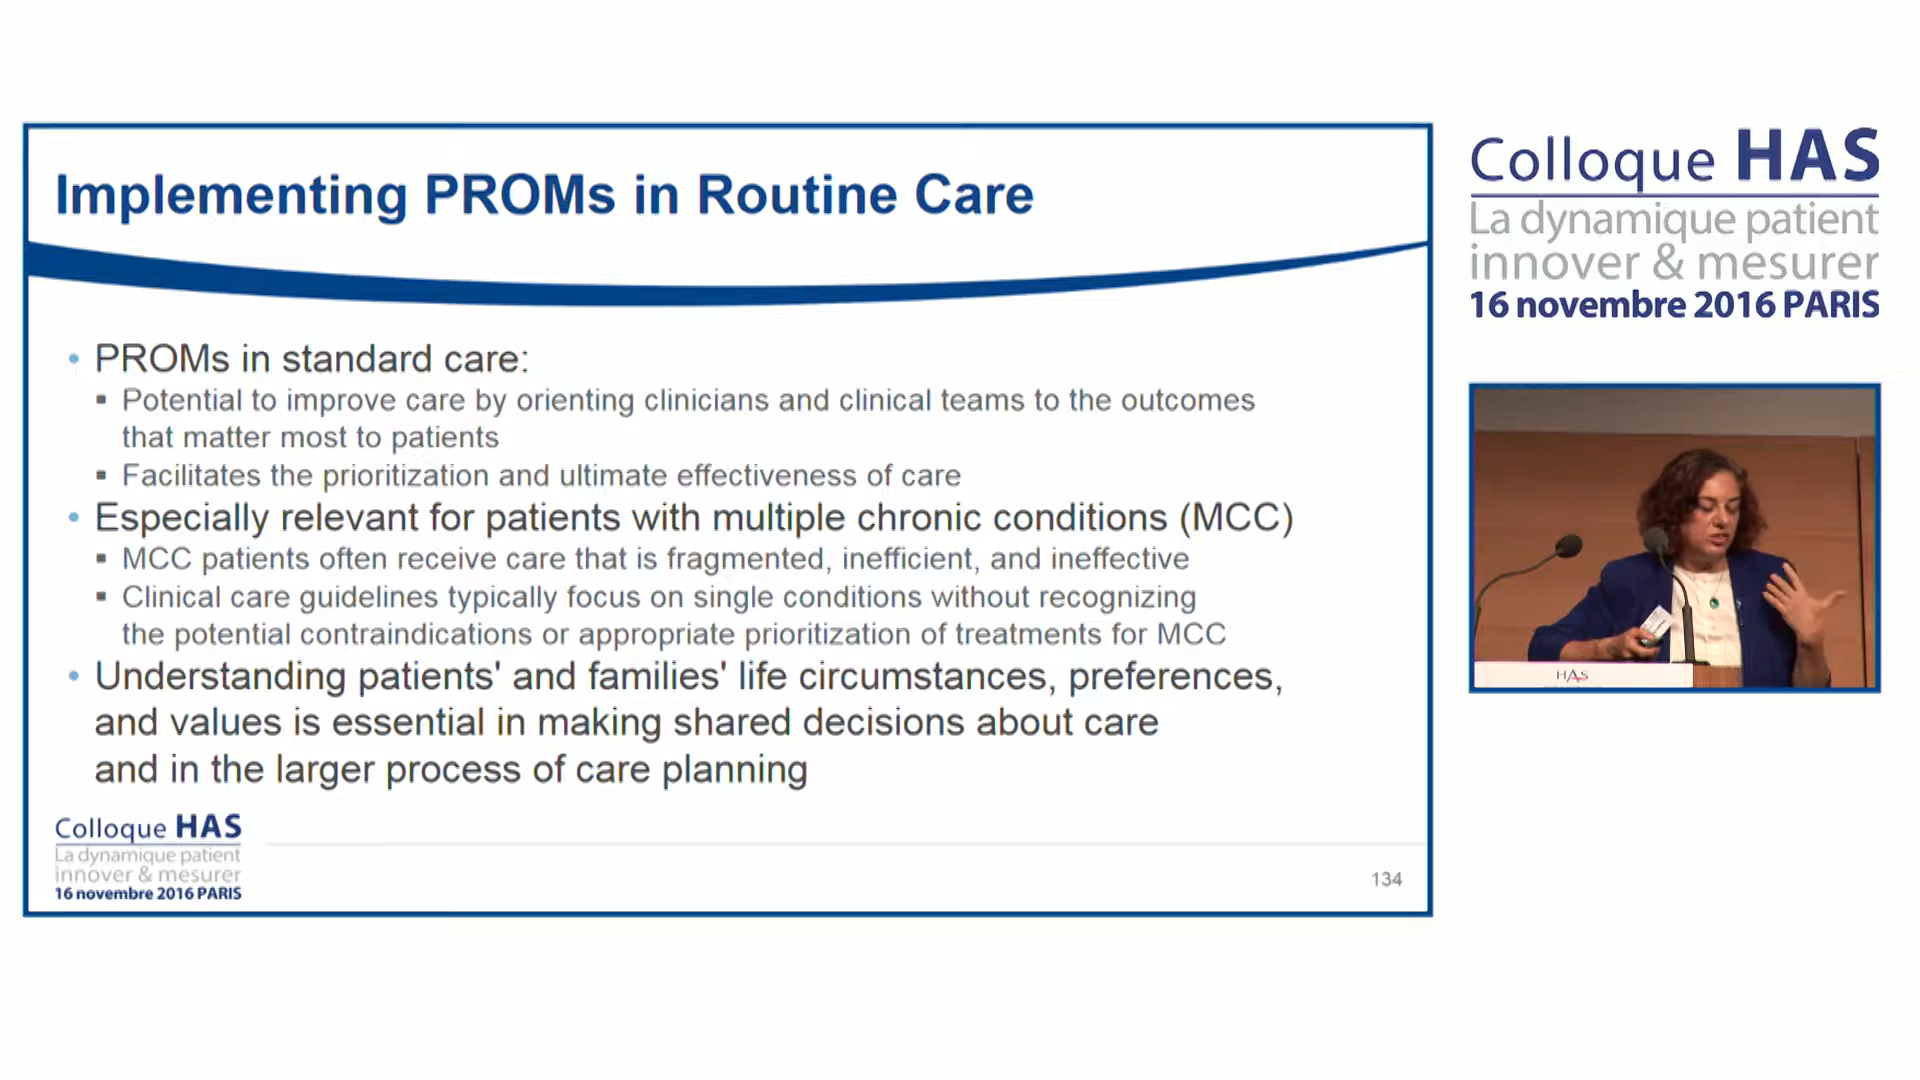 Implementing PROMs in Routine Care
• PROMs in standard care:
▪ Potential to improve care by orienting clinicians and clinical teams to the outcomes
that matter most to patients
▪ Facilitates the prioritization and ultimate effectiveness of care
• Especially relevant for patients with multiple chronic conditions (MCC)
▪ MCC patients often receive care that is fragmented, inefficient, and ineffective
▪ Clinical care guidelines typically focus on single conditions without recognizing
the potential contraindications or appropriate prioritization of treatments for MCC
• Understanding patients' and families' life circumstances, preferences,
and values is essential in making shared decisions about care
and in the larger process of care planning
Colloque HAS
La dynamique patient
innover & mesurer
16 novembre 2016 PARIS
134
Colloque HAS
La dynamique patient
innover & mesurer
16 novembre 2016 PARIS
HAS